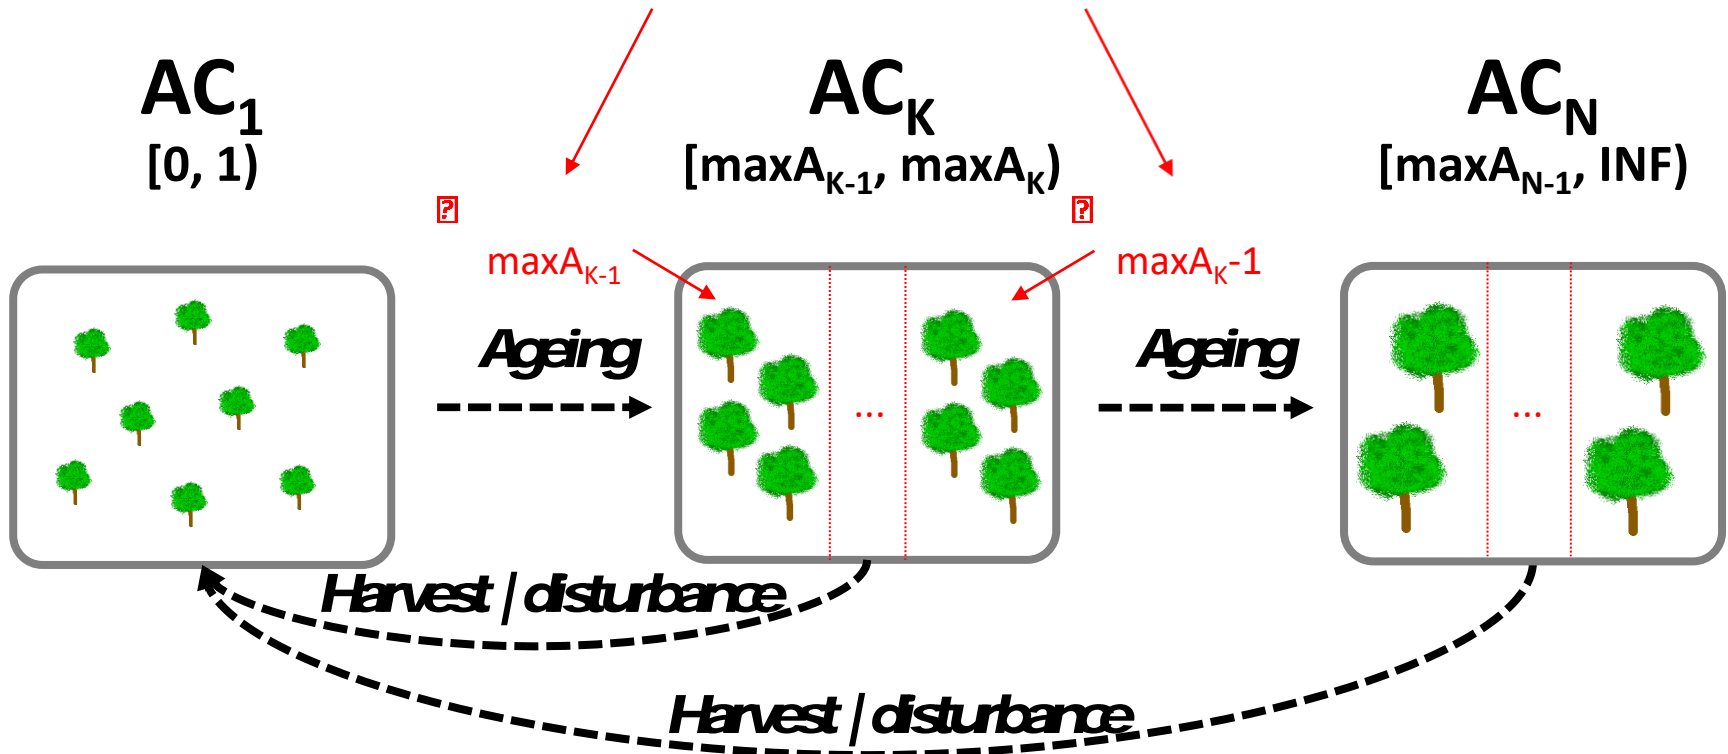 AC1
[0, 1)
ACK
[maxAK-1, maxAK)
ACN
[maxAN-1, INF)
maxAK-1
maxAK-1
Ageing
Ageing
...
...
Harvest / disturbance
Harvest / disturbance